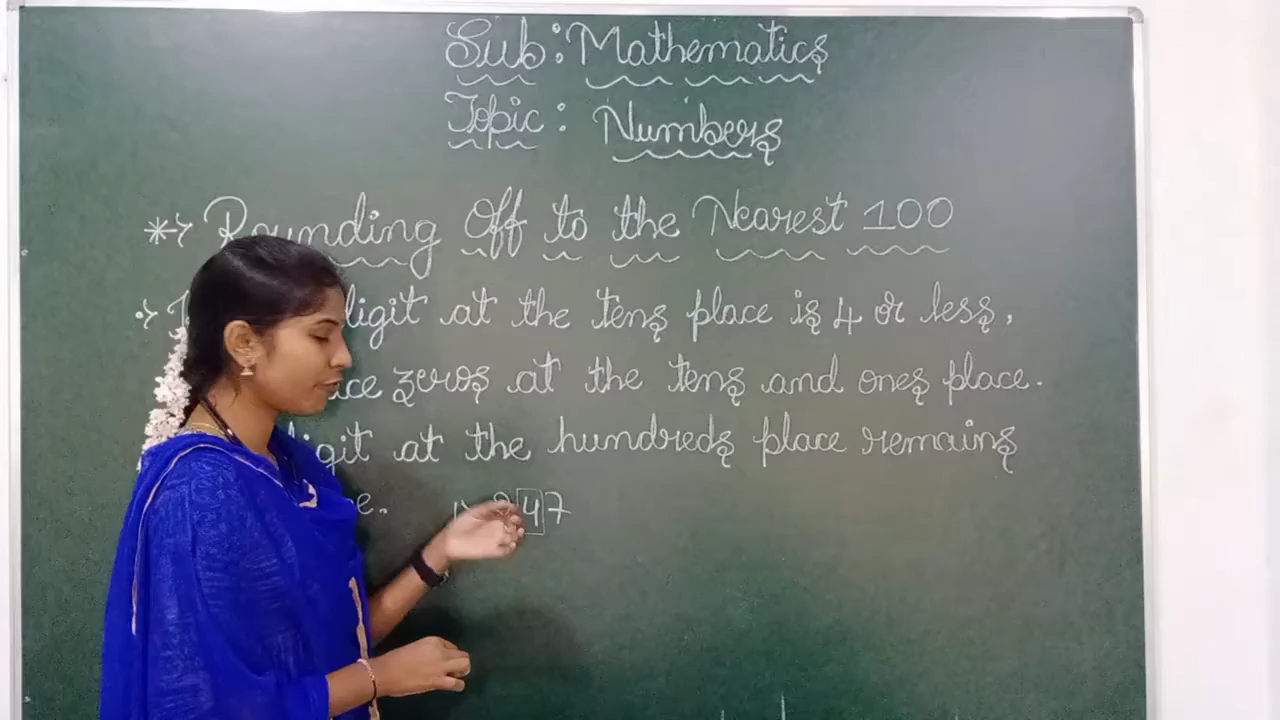 Sub: Mathematics
Topic: Numbers
*→ Rounding Off to the Nearest 100
digit at the tens place is 4 or less,
zeros at the tens and ones place.
at the hundreds place remains
47